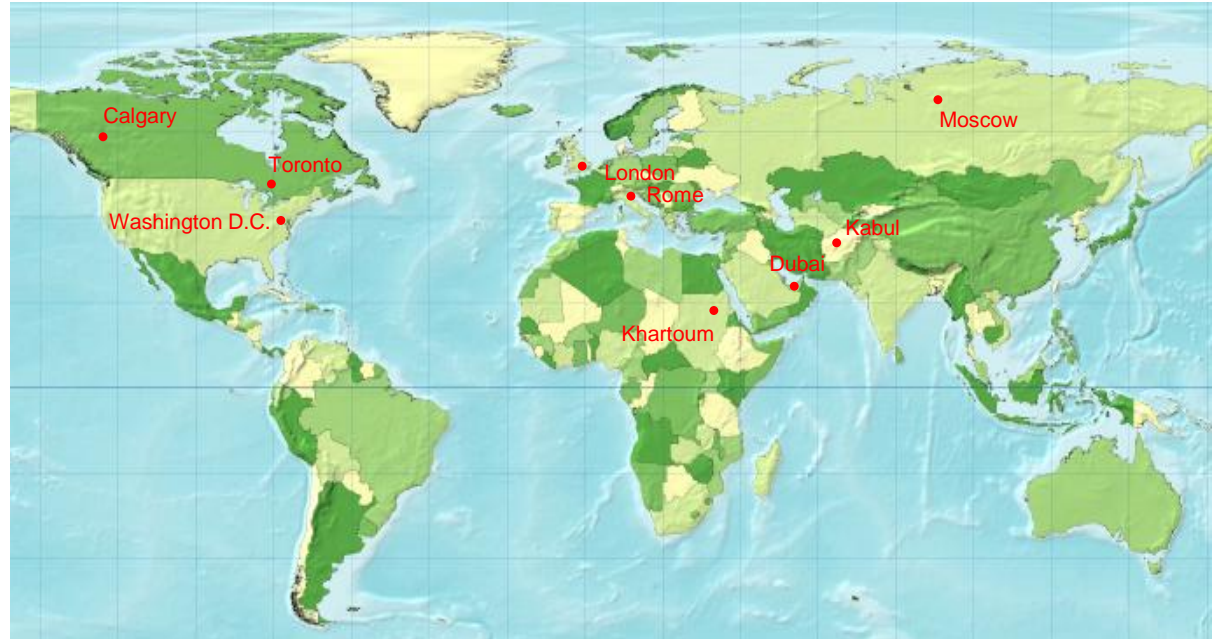 Calgary
Moscow
Toronto
London
Rome
Washington D.C.
Kabul
Dubai
Khartoum